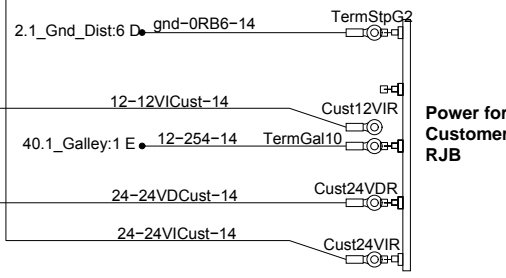 TermStpG2
2.1_Gnd_Dist:6 D gnd-0RB6-14
12-12VICust-14 Cust12VIR
40.1_Galley:1 E 12-254-14 TermGal10
Power for
Customer
RJB
24-24VDCust-14 Cust24VDR
24-24VICust-14 Cust24VIR